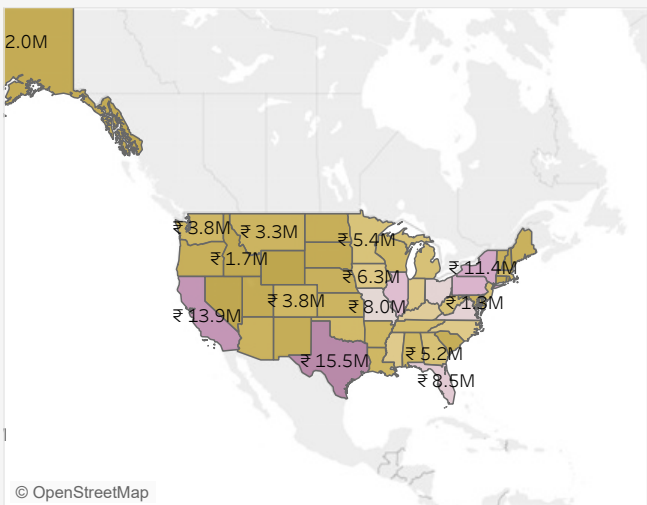 2.0M
₹ 3.8M
₹ 3.3M
₹ 5.4M
₹ 1.7M
₹ 11.4M
₹ 6.3M
₹ 3.8M
₹ 8.0M
₹ 1.3M
₹ 13.9M
₹ 15.5M
₹ 5.2M
₹ 8.5M
© OpenStreetMap